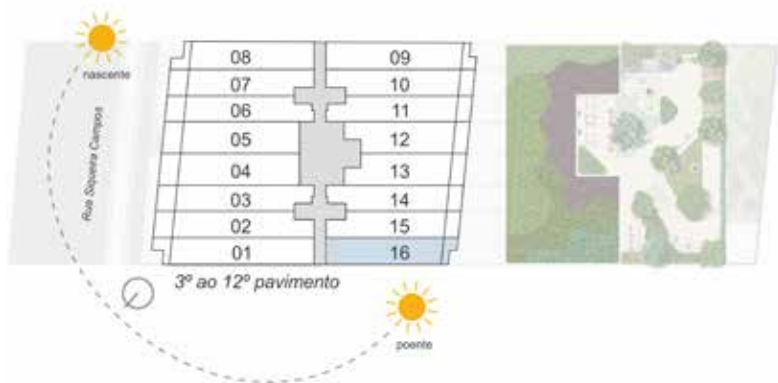 nascente
Rua Siqueira Campos
08 09
07 10
06 11
05 12
04 13
03 14
02 15
01 16
3º ao 12º pavimento
poente